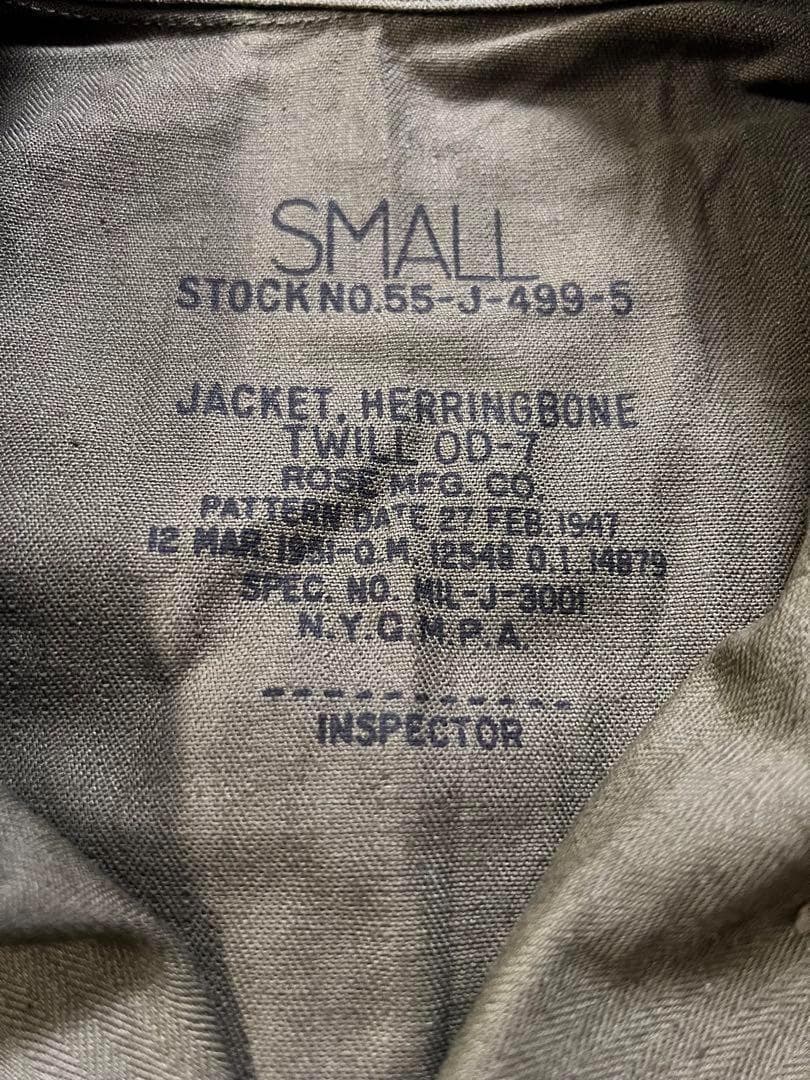 SMALL
STOCK NO. 55-J-499-5
JACKET, HERRINGBONE
TWILL OD-7
ROSE MFG. CO.
PATTERN DATE 27 FEB. 1947
12 MAR. 1951-Q.M. 12548 O.I. 14879
SPEC. NO. MIL-J-3001
N.Y.Q.M.P.A.
------------
INSPECTOR